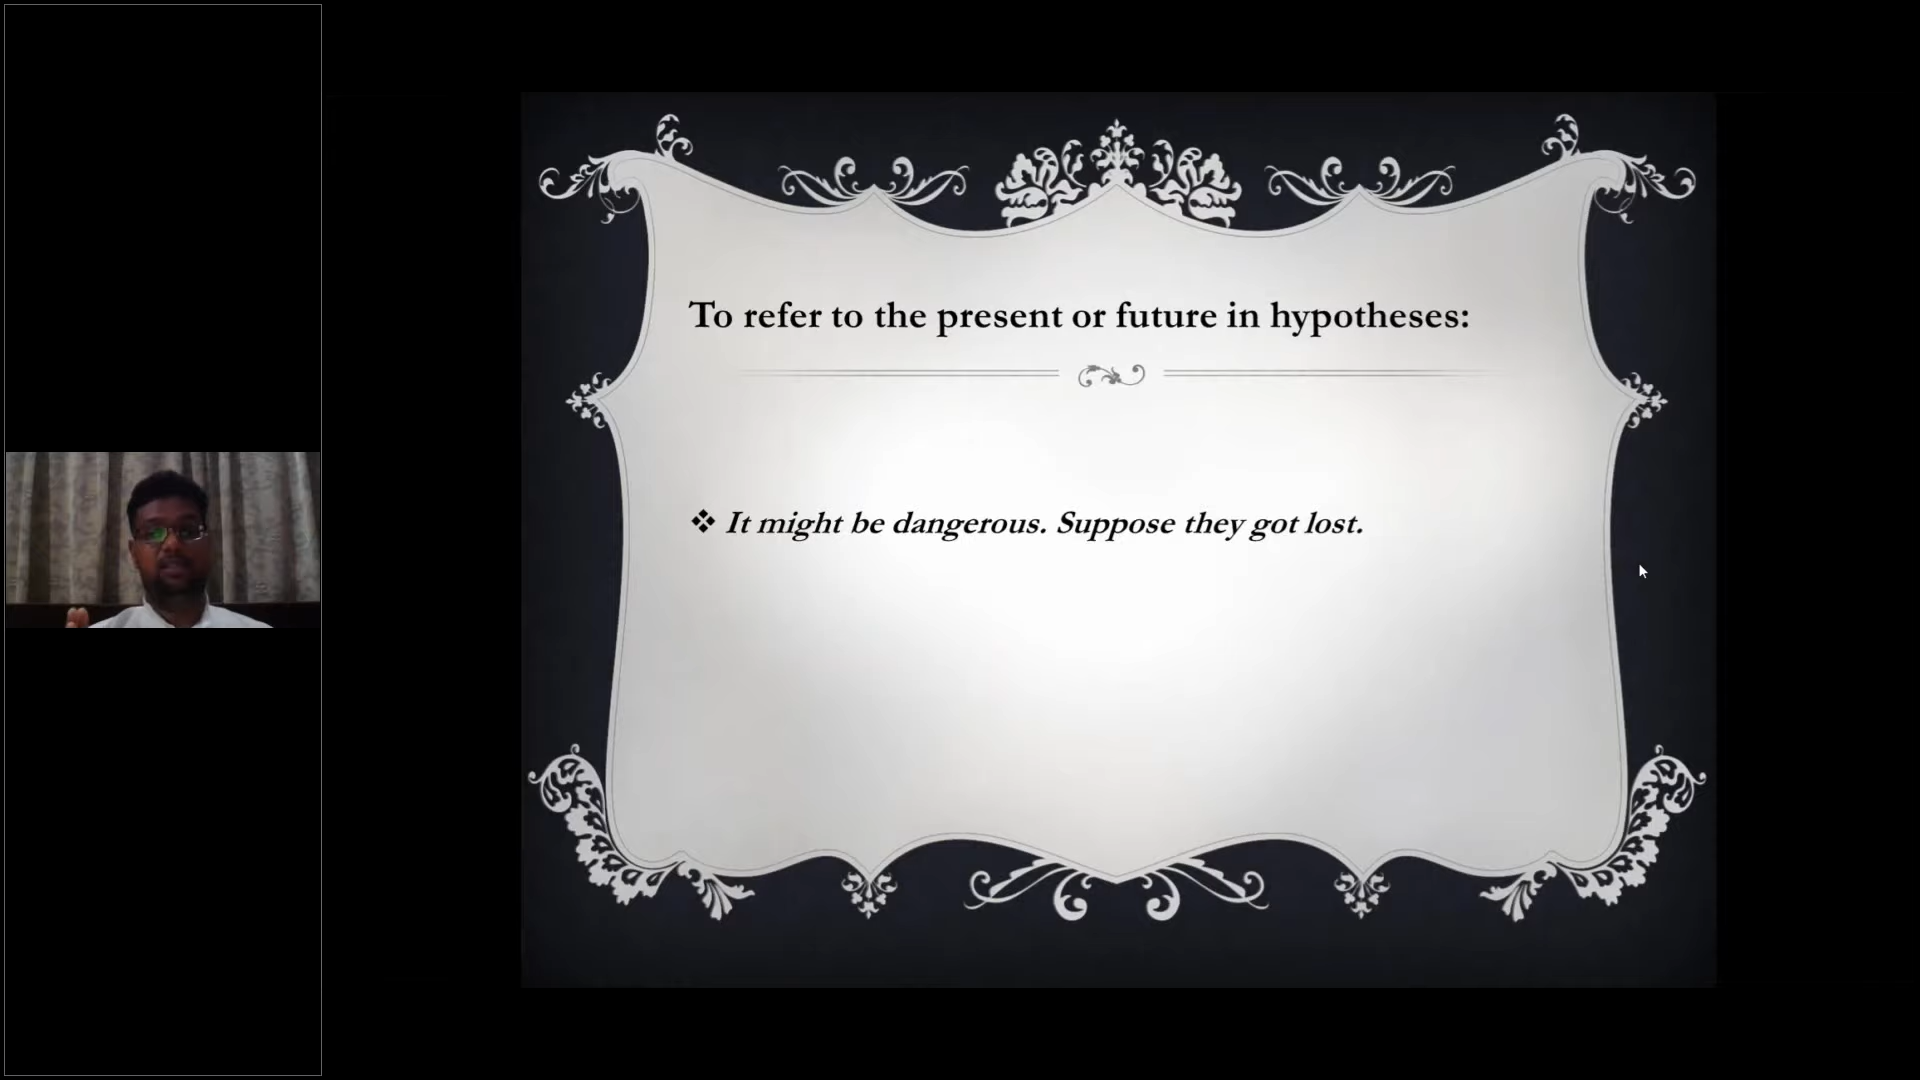 To refer to the present or future in hypotheses:
❖ It might be dangerous. Suppose they got lost.